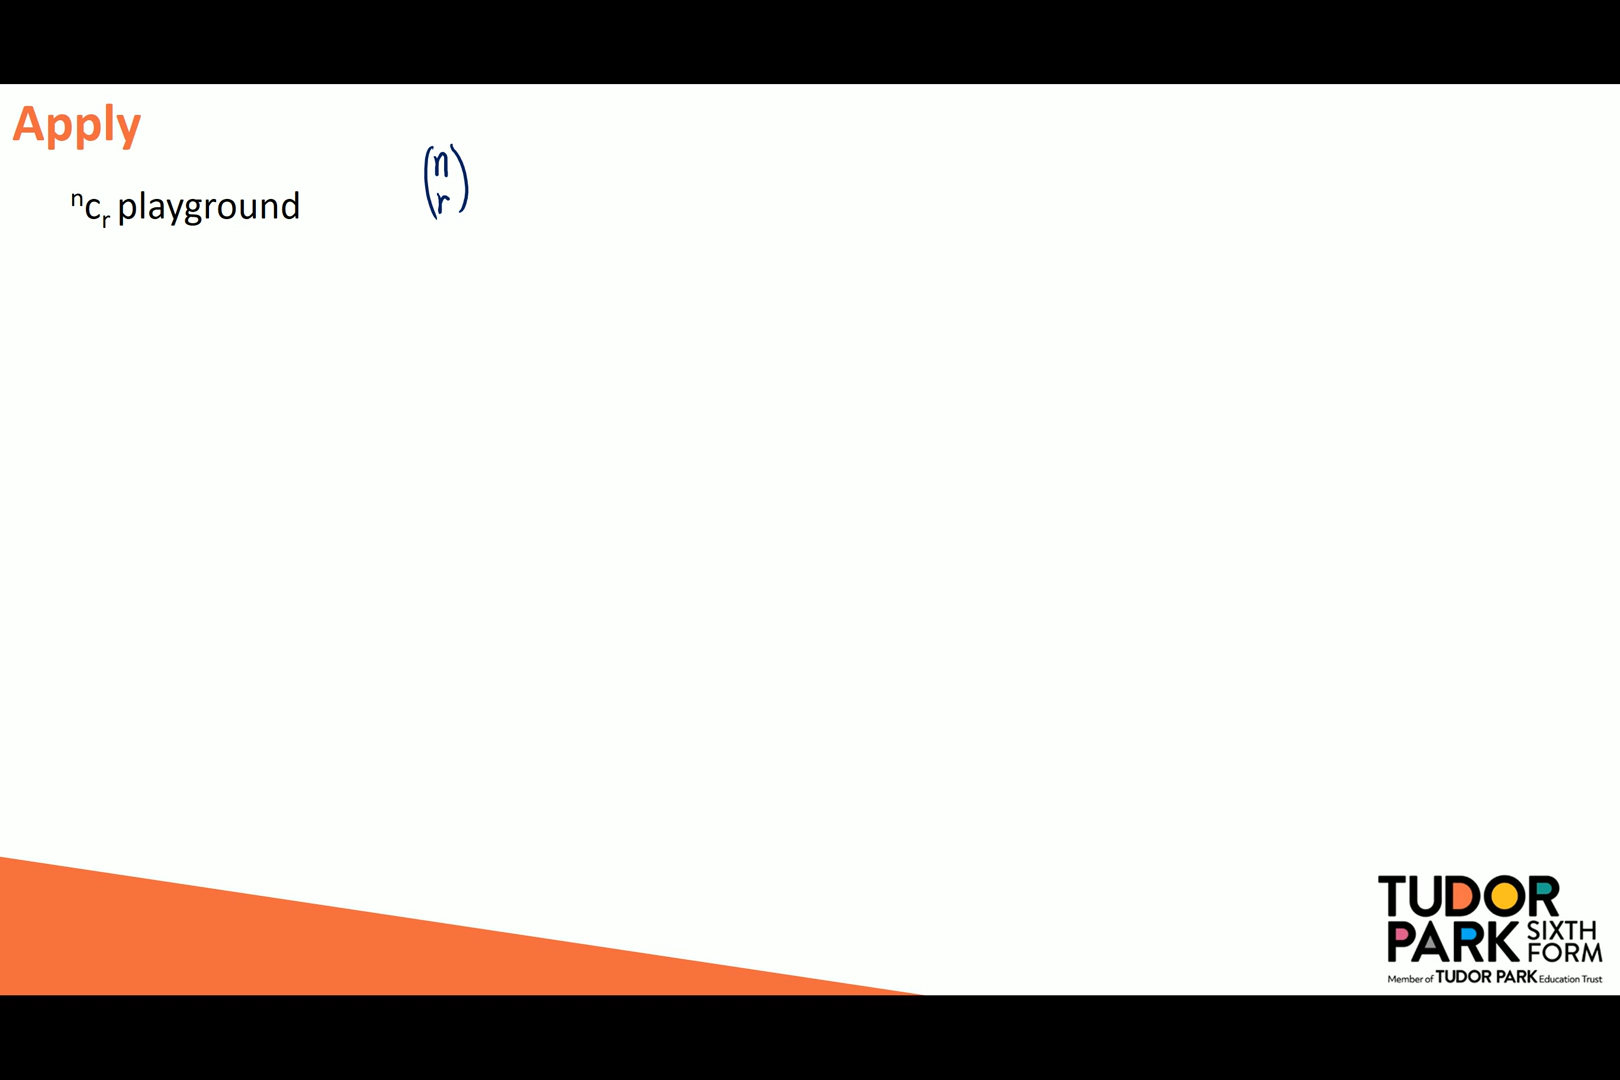 Apply
ⁿcᵣ playground
(n
r)
TUDOR
PARK SIXTH FORM
Member of TUDOR PARK Education Trust